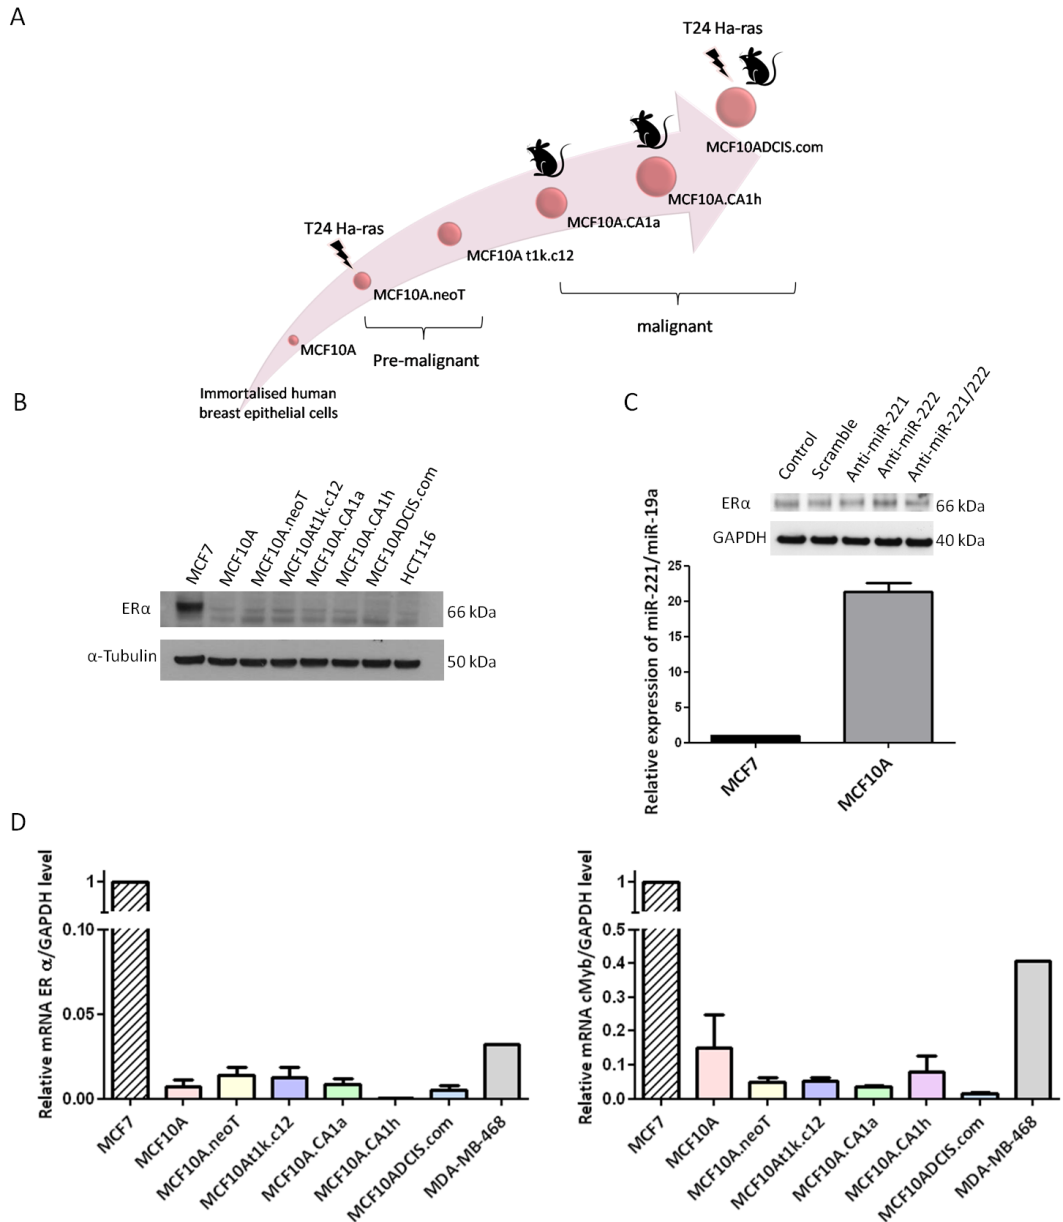 A
T24 Ha-ras
MCF10ADCIS.com
MCF10A.CA1h
MCF10A.CA1a
T24 Ha-ras
MCF10A t1k.c12
MCF10A.neoT
malignant
MCF10A
Pre-malignant
Immortalised human
breast epithelial cells
B
MCF7
MCF10A
MCF10A.neoT
MCF10At1k.c12
MCF10A.CA1a
MCF10A.CA1h
MCF10ADCIS.com
HCT116
ERα
66 kDa
α-Tubulin
50 kDa
C
Control
Scramble
Anti-miR-221
Anti-miR-222
Anti-miR-221/222
ERα
66 kDa
GAPDH
40 kDa
Relative expression of miR-221/miR-19a
25
20
15
10
5
0
MCF7
MCF10A
D
Relative mRNA ER α/GAPDH level
1
0.10
0.05
0.00
MCF7
MCF10A
MCF10A.neoT
MCF10At1k.c12
MCF10A.CA1a
MCF10A.CA1h
MCF10ADCIS.com
MDA-MB-468
Relative mRNA cMyb/GAPDH level
1
0.5
0.4
0.3
0.2
0.1
0.0
MCF7
MCF10A
MCF10A.neoT
MCF10At1k.c12
MCF10A.CA1a
MCF10A.CA1h
MCF10ADCIS.com
MDA-MB-468